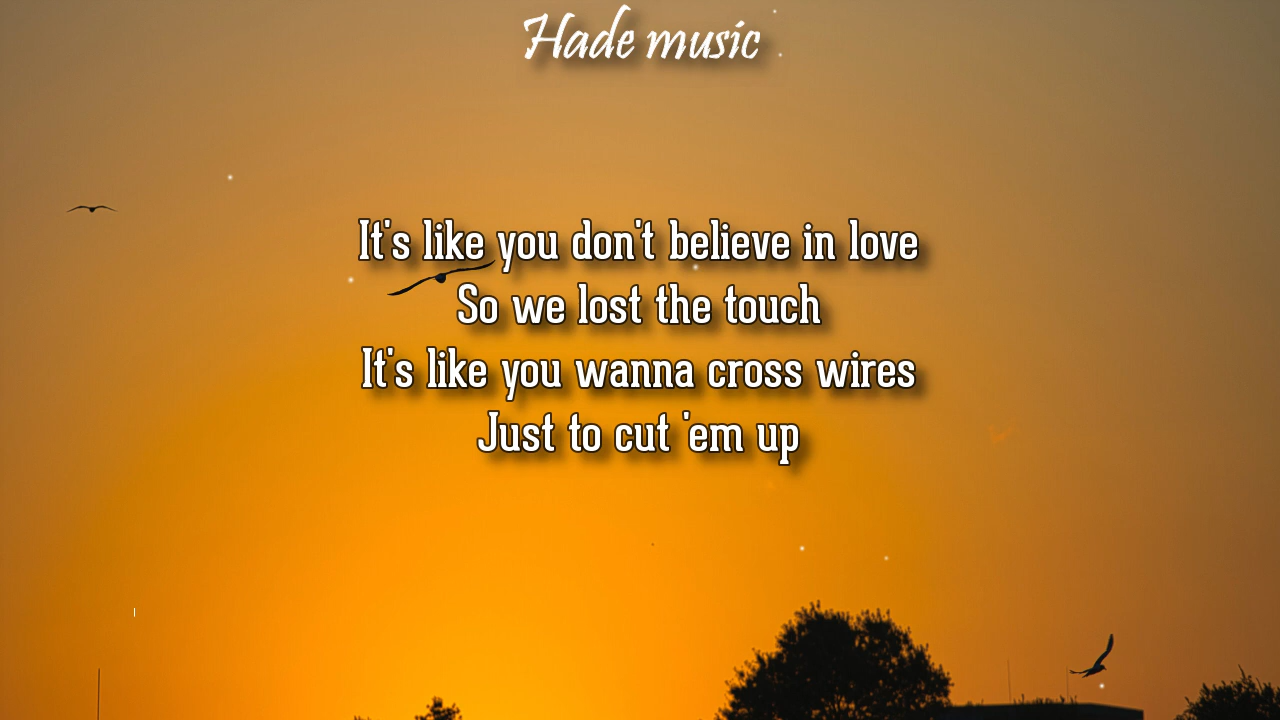 Hade music
It's like you don't believe in love
So we lost the touch
It's like you wanna cross wires
Just to cut 'em up